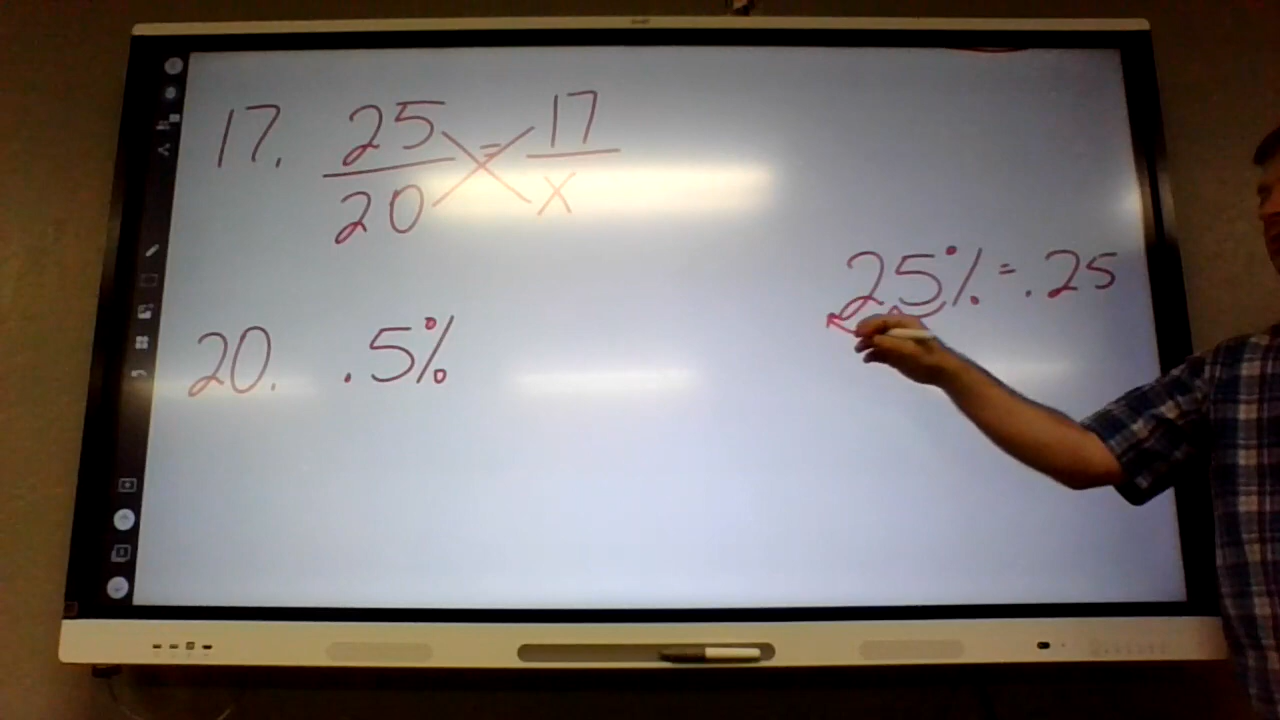 17. 25/20 = 17/x
25% = .25
20. .5%